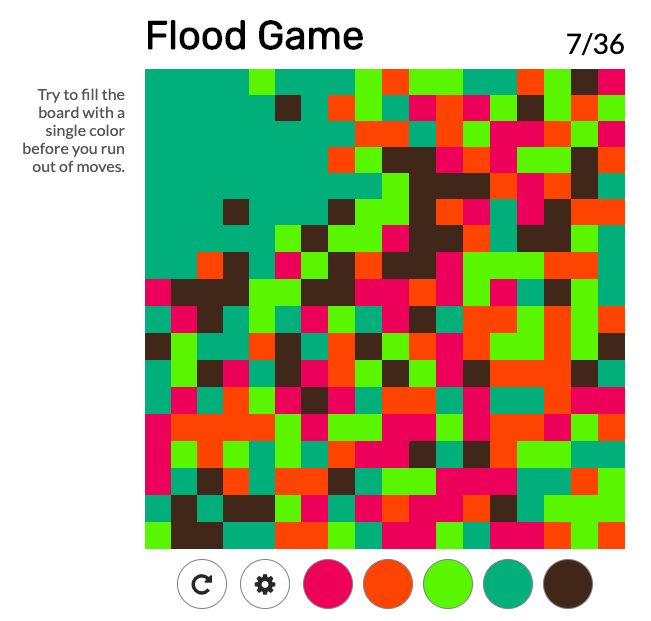 Flood Game
7/36
Try to fill the
board with a
single color
before you run
out of moves.